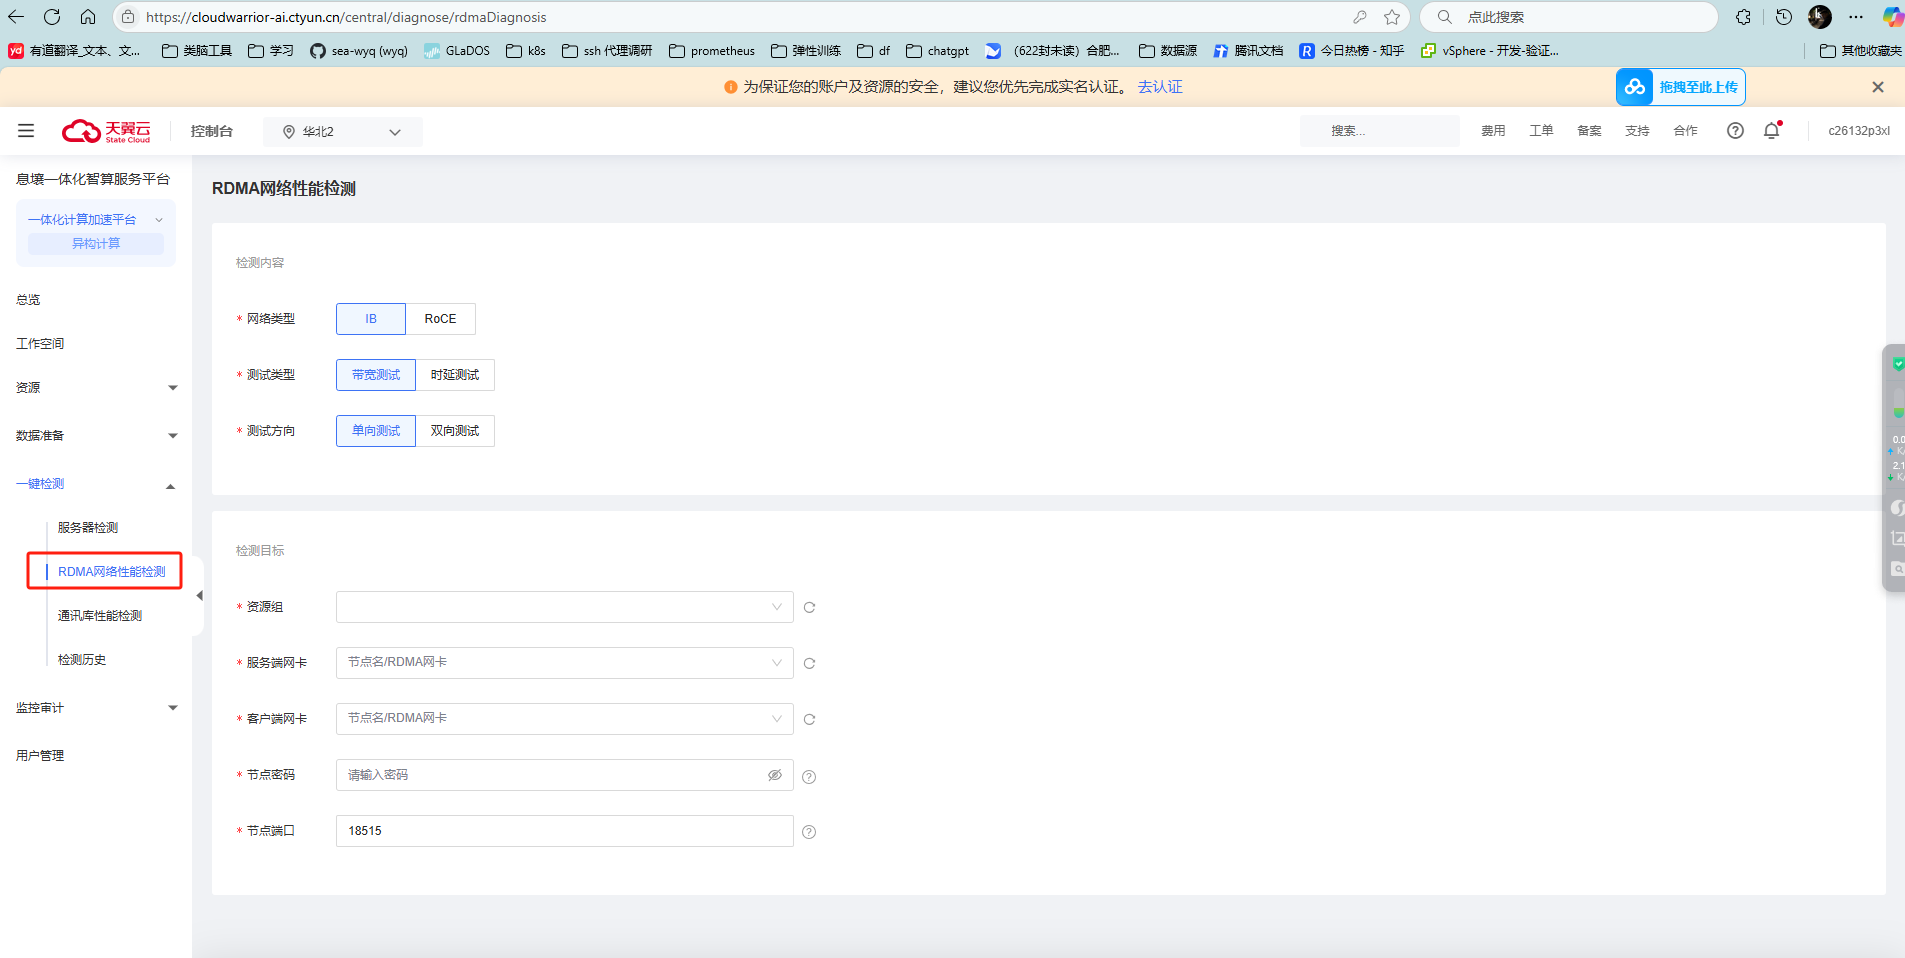 https://cloudwarrior-ai.ctyun.cn/central/diagnose/rdmaDiagnosis
点此搜索
yd 有道翻译_文本、文... 类脑工具 学习 sea-wyq (wyq) GLaDOS k8s ssh 代理调研 prometheus 弹性训练 df chatgpt （622封未读）合肥... 数据源 腾讯文档 R 今日热榜 - 知乎 vSphere - 开发-验证... 其他收藏夹
为保证您的账户及资源的安全，建议您优先完成实名认证。 去认证
拖拽至此上传
天翼云
State Cloud
控制台
华北2
搜索...
费用 工单 备案 支持 合作
c26132p3xl
息壤一体化智算服务平台
一体化计算加速平台
异构计算
总览
工作空间
资源
数据准备
一键检测
服务器检测
RDMA网络性能检测
通讯库性能检测
检测历史
监控审计
用户管理
RDMA网络性能检测
检测内容
* 网络类型 IB RoCE
* 测试类型 带宽测试 时延测试
* 测试方向 单向测试 双向测试
检测目标
* 资源组
* 服务端网卡 节点名/RDMA网卡
* 客户端网卡 节点名/RDMA网卡
* 节点密码 请输入密码
* 节点端口 18515